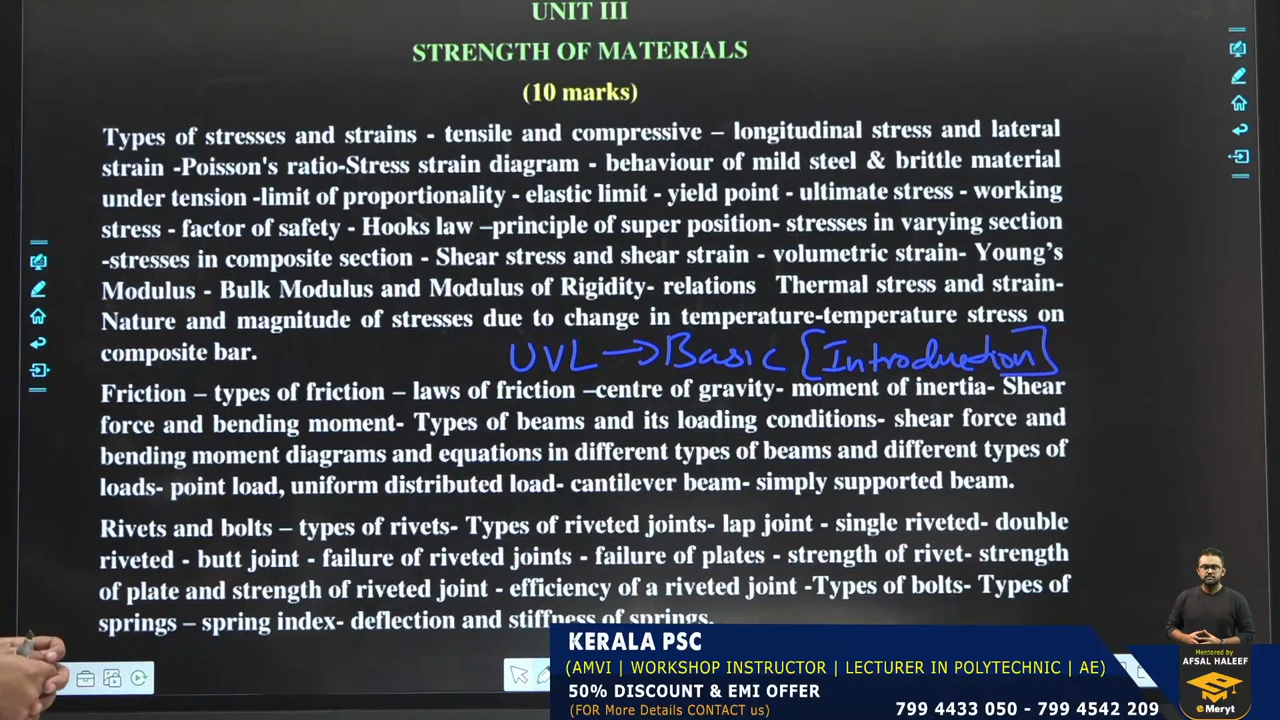 UNIT III
STRENGTH OF MATERIALS
(10 marks)
Types of stresses and strains - tensile and compressive – longitudinal stress and lateral
strain -Poisson's ratio-Stress strain diagram - behaviour of mild steel & brittle material
under tension -limit of proportionality - elastic limit - yield point - ultimate stress - working
stress - factor of safety - Hooks law –principle of super position- stresses in varying section
-stresses in composite section - Shear stress and shear strain - volumetric strain- Young's
Modulus - Bulk Modulus and Modulus of Rigidity- relations Thermal stress and strain-
Nature and magnitude of stresses due to change in temperature-temperature stress on
composite bar.
UVL → Basic [Introduction]
Friction – types of friction – laws of friction –centre of gravity- moment of inertia- Shear
force and bending moment- Types of beams and its loading conditions- shear force and
bending moment diagrams and equations in different types of beams and different types of
loads- point load, uniform distributed load- cantilever beam- simply supported beam.
Rivets and bolts – types of rivets- Types of riveted joints- lap joint - single riveted- double
riveted - butt joint - failure of riveted joints - failure of plates - strength of rivet- strength
of plate and strength of riveted joint - efficiency of a riveted joint -Types of bolts- Types of
springs – spring index- deflection and stiffness of springs.
KERALA PSC
(AMVI | WORKSHOP INSTRUCTOR | LECTURER IN POLYTECHNIC | AE)
50% DISCOUNT & EMI OFFER
(FOR More Details CONTACT us)
799 4433 050 - 799 4542 209
Mentored by
AFSAL HALEEF
e Meryt